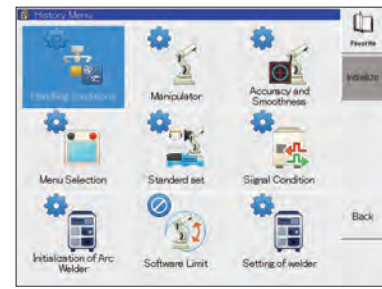 History Menu
Favorite
Handling conditions
Manipulator
Accuracy and
Smoothness
Initialize
Menu Selection
Standerd set
Signal Condition
Initialization of Arc
Welder
Software Limit
Setting of welder
Back